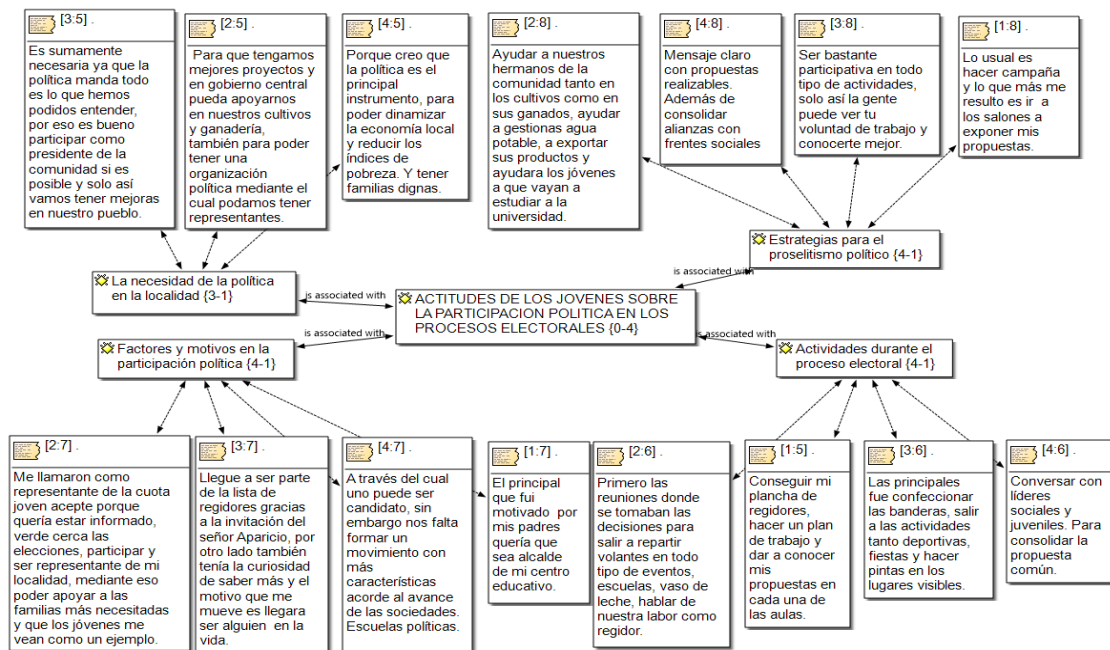 [3:5] .
Es sumamente
necesaria ya que la
política manda todo
es lo que hemos
podidos entender,
por eso es bueno
participar como
presidente de la
comunidad si es
posible y solo así
vamos tener mejoras
en nuestro pueblo.
[2:5] .
Para que tengamos
mejores proyectos y
en gobierno central
pueda apoyarnos
en nuestros cultivos
y ganadería,
también para poder
tener una
organización
política mediante el
cual podamos tener
representantes.
[4:5] .
Porque creo que
la política es el
principal
instrumento, para
poder dinamizar
la economía local
y reducir los
índices de
pobreza. Y tener
familias dignas.
[2:8] .
Ayudar a nuestros
hermanos de la
comunidad tanto en
los cultivos como en
sus ganados, ayudar
a gestionas agua
potable, a exportar
sus productos y
ayudara los jóvenes
a que vayan a
estudiar a la
universidad.
[4:8] .
Mensaje claro
con propuestas
realizables.
Además de
consolidar
alianzas con
frentes sociales
[3:8] .
Ser bastante
participativa en todo
tipo de actividades,
solo así la gente
puede ver tu
voluntad de trabajo y
conocerte mejor.
[1:8] .
Lo usual es
hacer campaña
y lo que más me
resulto es ir a
los salones a
exponer mis
propuestas.
Estrategias para el
proselitismo político {4-1}
is associated with
La necesidad de la política
en la localidad {3-1}
is associated with
ACTITUDES DE LOS JOVENES SOBRE
LA PARTICIPACION POLITICA EN LOS
PROCESOS ELECTORALES {0-4}
is associated with
is associated with
Factores y motivos en la
participación política {4-1}
Actividades durante el
proceso electoral {4-1}
[2:7] .
Me llamaron como
representante de la cuota
joven acepte porque
quería estar informado,
verde cerca las
elecciones, participar y
ser representante de mi
localidad, mediante eso
poder apoyar a las
familias más necesitadas
y que los jóvenes me
vean como un ejemplo.
[3:7] .
Llegue a ser parte
de la lista de
regidores gracias
a la invitación del
señor Aparicio, por
otro lado también
tenía la curiosidad
de saber más y el
motivo que me
mueve es llegara
ser alguien en la
vida.
[4:7] .
A través del cual
uno puede ser
candidato, sin
embargo nos falta
formar un
movimiento con
más
características
acorde al avance
de las sociedades.
Escuelas políticas.
[1:7] .
El principal
que fui
motivado por
mis padres
quería que
sea alcalde
de mi centro
educativo.
[2:6] .
Primero las
reuniones donde
se tomaban las
decisiones para
salir a repartir
volantes en todo
tipo de eventos,
escuelas, vaso de
leche, hablar de
nuestra labor como
regidor.
[1:5] .
Conseguir mi
plancha de
regidores,
hacer un plan
de trabajo y
dar a conocer
mis
propuestas en
cada una de
las aulas.
[3:6] .
Las principales
fue confeccionar
las banderas, salir
a las actividades
tanto deportivas,
fiestas y hacer
pintas en los
lugares visibles.
[4:6] .
Conversar con
líderes
sociales y
juveniles. Para
consolidar la
propuesta
común.